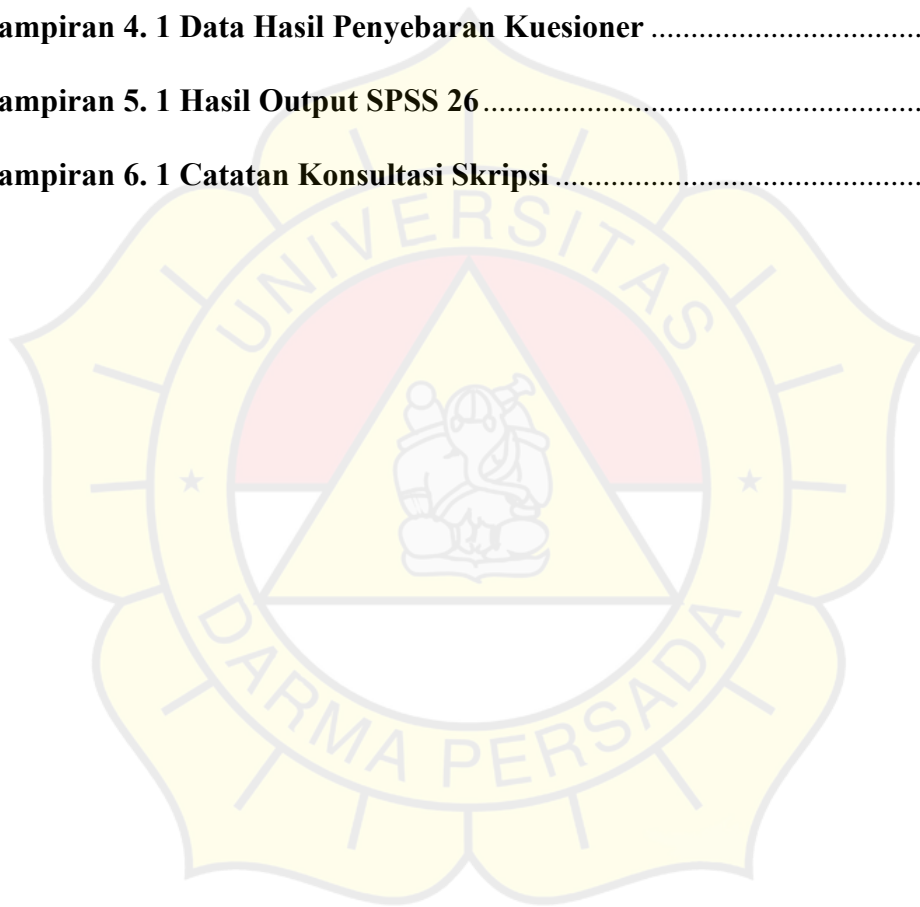 ampiran 4. 1 Data Hasil Penyebaran Kuesioner ..................................
ampiran 5. 1 Hasil Output SPSS 26 .......................................................
ampiran 6. 1 Catatan Konsultasi Skripsi ..............................................
UNIVERSITAS
DARMA PERSADA